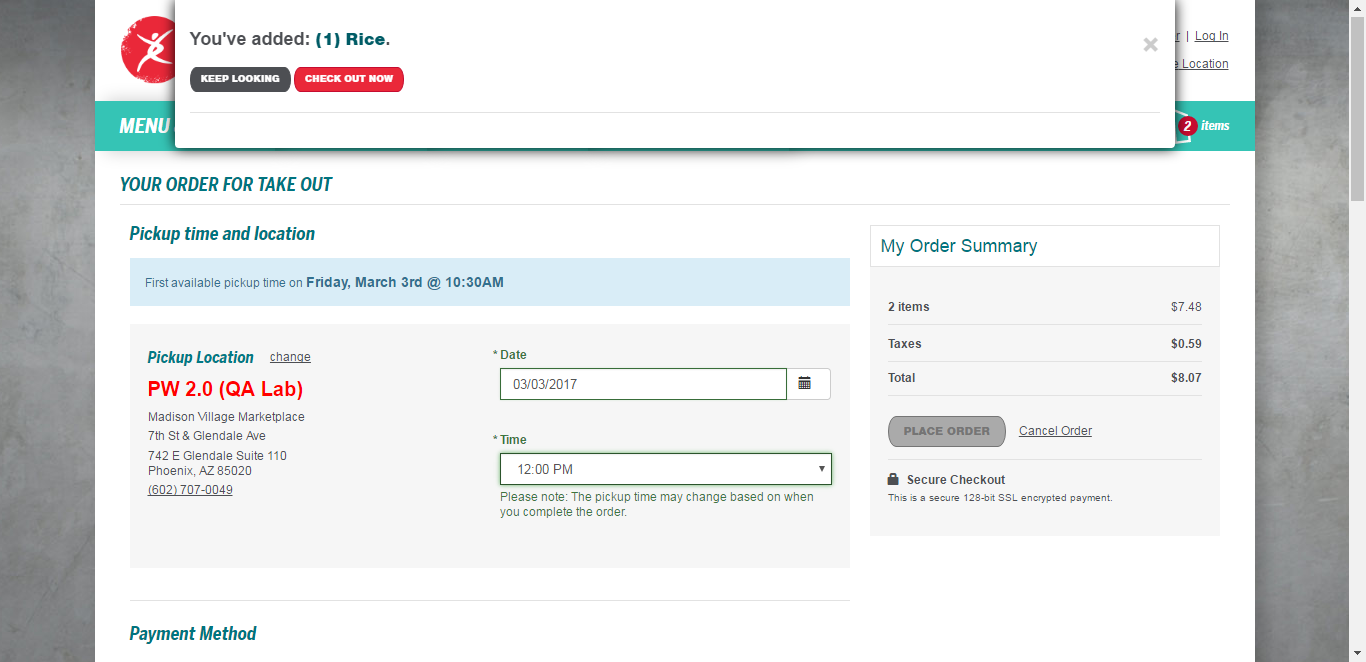 You've added: (1) Rice.
KEEP LOOKING CHECK OUT NOW
| Log In
Location
MENU
2 items
YOUR ORDER FOR TAKE OUT
Pickup time and location
First available pickup time on Friday, March 3rd @ 10:30AM
Pickup Location change
PW 2.0 (QA Lab)
Madison Village Marketplace
7th St & Glendale Ave
742 E Glendale Suite 110
Phoenix, AZ 85020
(602) 707-0049
* Date
03/03/2017
* Time
12:00 PM
Please note: The pickup time may change based on when
you complete the order.
My Order Summary
2 items $7.48
Taxes $0.59
Total $8.07
PLACE ORDER Cancel Order
Secure Checkout
This is a secure 128-bit SSL encrypted payment.
Payment Method